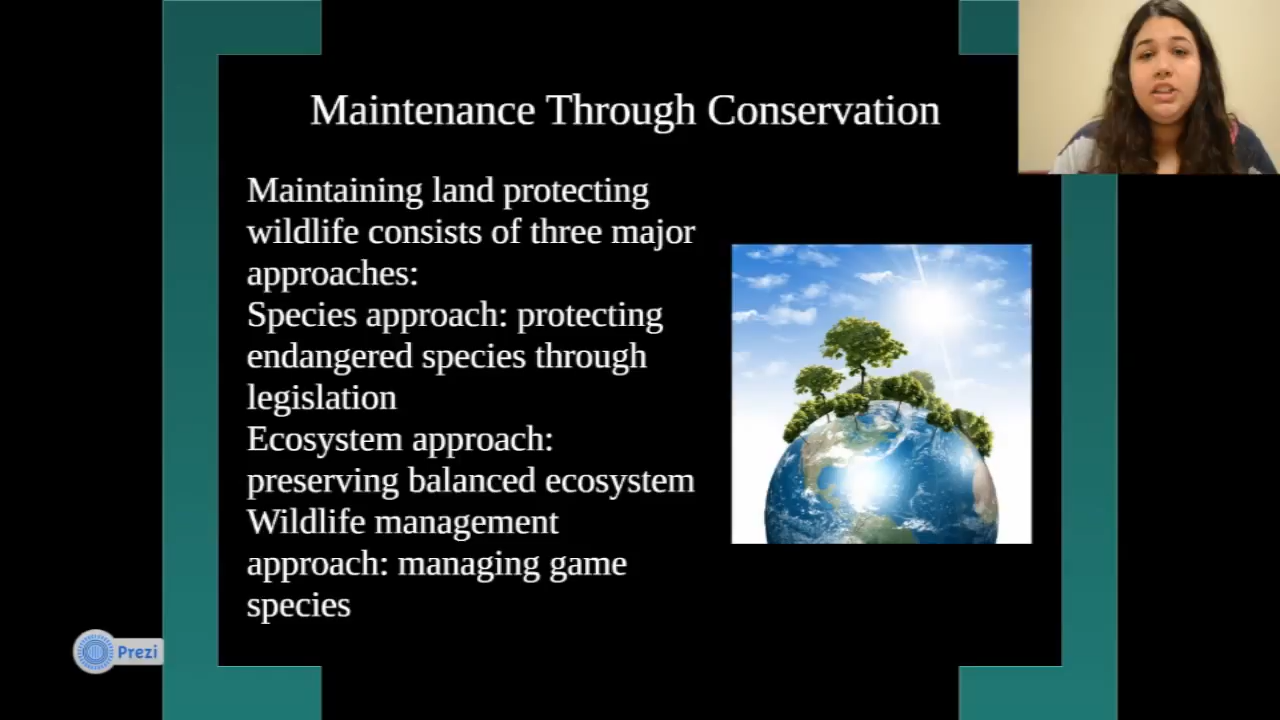 Maintenance Through Conservation
Maintaining land protecting
wildlife consists of three major
approaches:
Species approach: protecting
endangered species through
legislation
Ecosystem approach:
preserving balanced ecosystem
Wildlife management
approach: managing game
species
Prezi